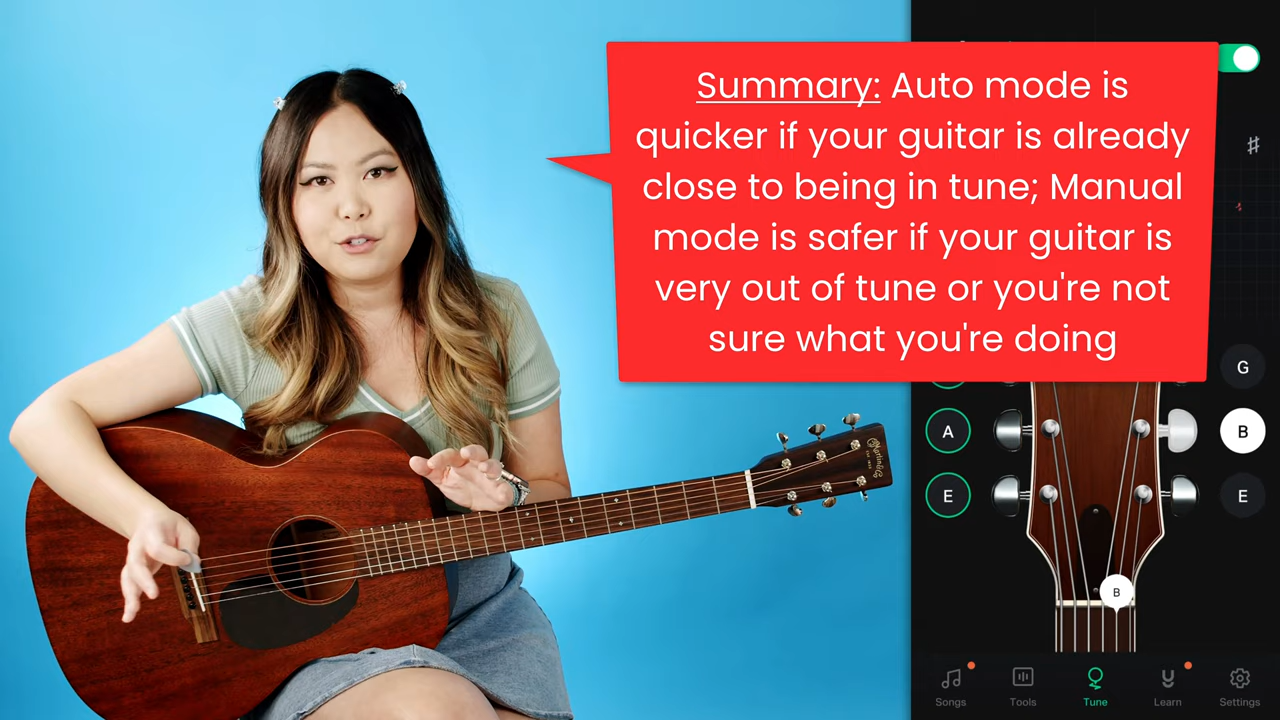 Summary: Auto mode is
quicker if your guitar is already
close to being in tune; Manual
mode is safer if your guitar is
very out of tune or you're not
sure what you're doing
♯
G
A
B
E
E
B
Songs
Tools
Tune
Learn
Settings
Martin & Co